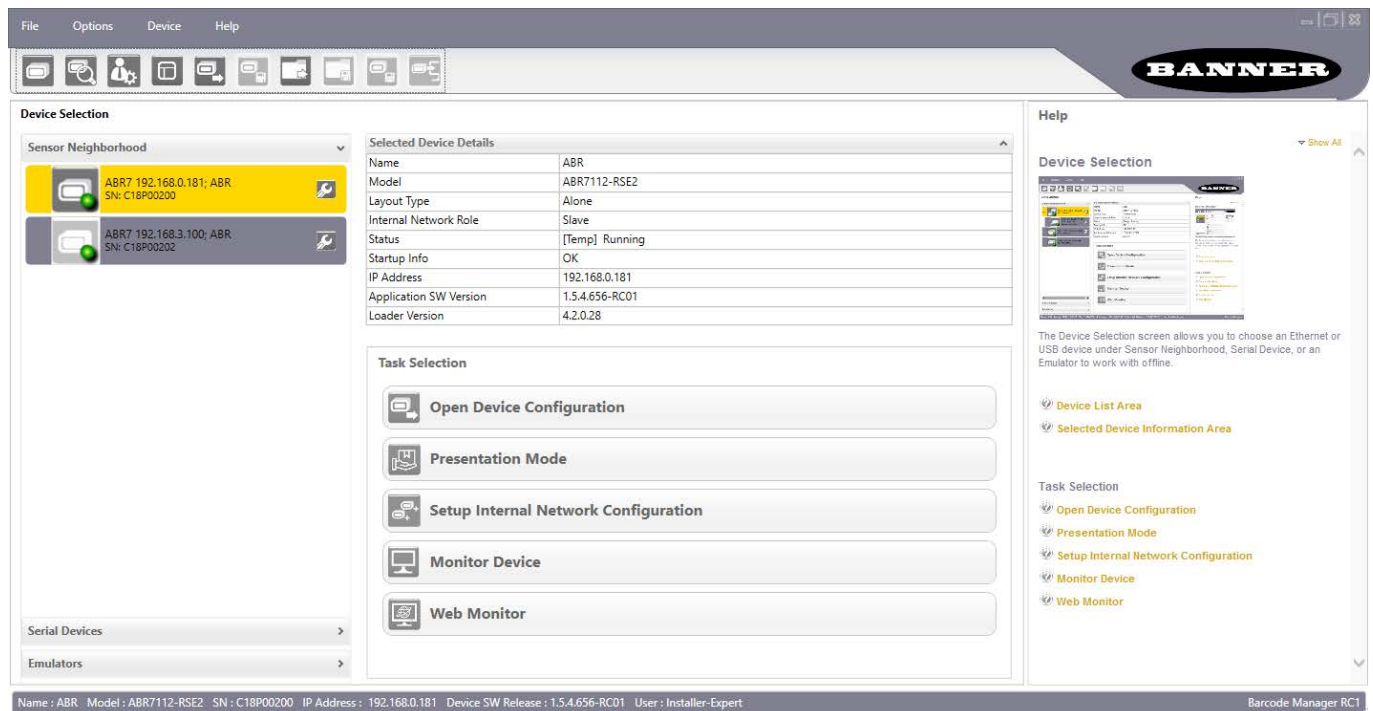 File Options Device Help
BANNER
Device Selection
Sensor Neighborhood
ABR7 192.168.0.181; ABR
SN: C18P00200
ABR7 192.168.3.100; ABR
SN: C18P00202
Serial Devices
Emulators
Selected Device Details
Name ABR
Model ABR7112-RSE2
Layout Type Alone
Internal Network Role Slave
Status [Temp] Running
Startup Info OK
IP Address 192.168.0.181
Application SW Version 1.5.4.656-RC01
Loader Version 4.2.0.28
Task Selection
Open Device Configuration
Presentation Mode
Setup Internal Network Configuration
Monitor Device
Web Monitor
Help
Show All
Device Selection
The Device Selection screen allows you to choose an Ethernet or
USB device under Sensor Neighborhood, Serial Device, or an
Emulator to work with offline.
Device List Area
Selected Device Information Area
Task Selection
Open Device Configuration
Presentation Mode
Setup Internal Network Configuration
Monitor Device
Web Monitor
Name : ABR Model : ABR7112-RSE2 SN : C18P00200 IP Address : 192.168.0.181 Device SW Release : 1.5.4.656-RC01 User : Installer-Expert Barcode Manager RC1